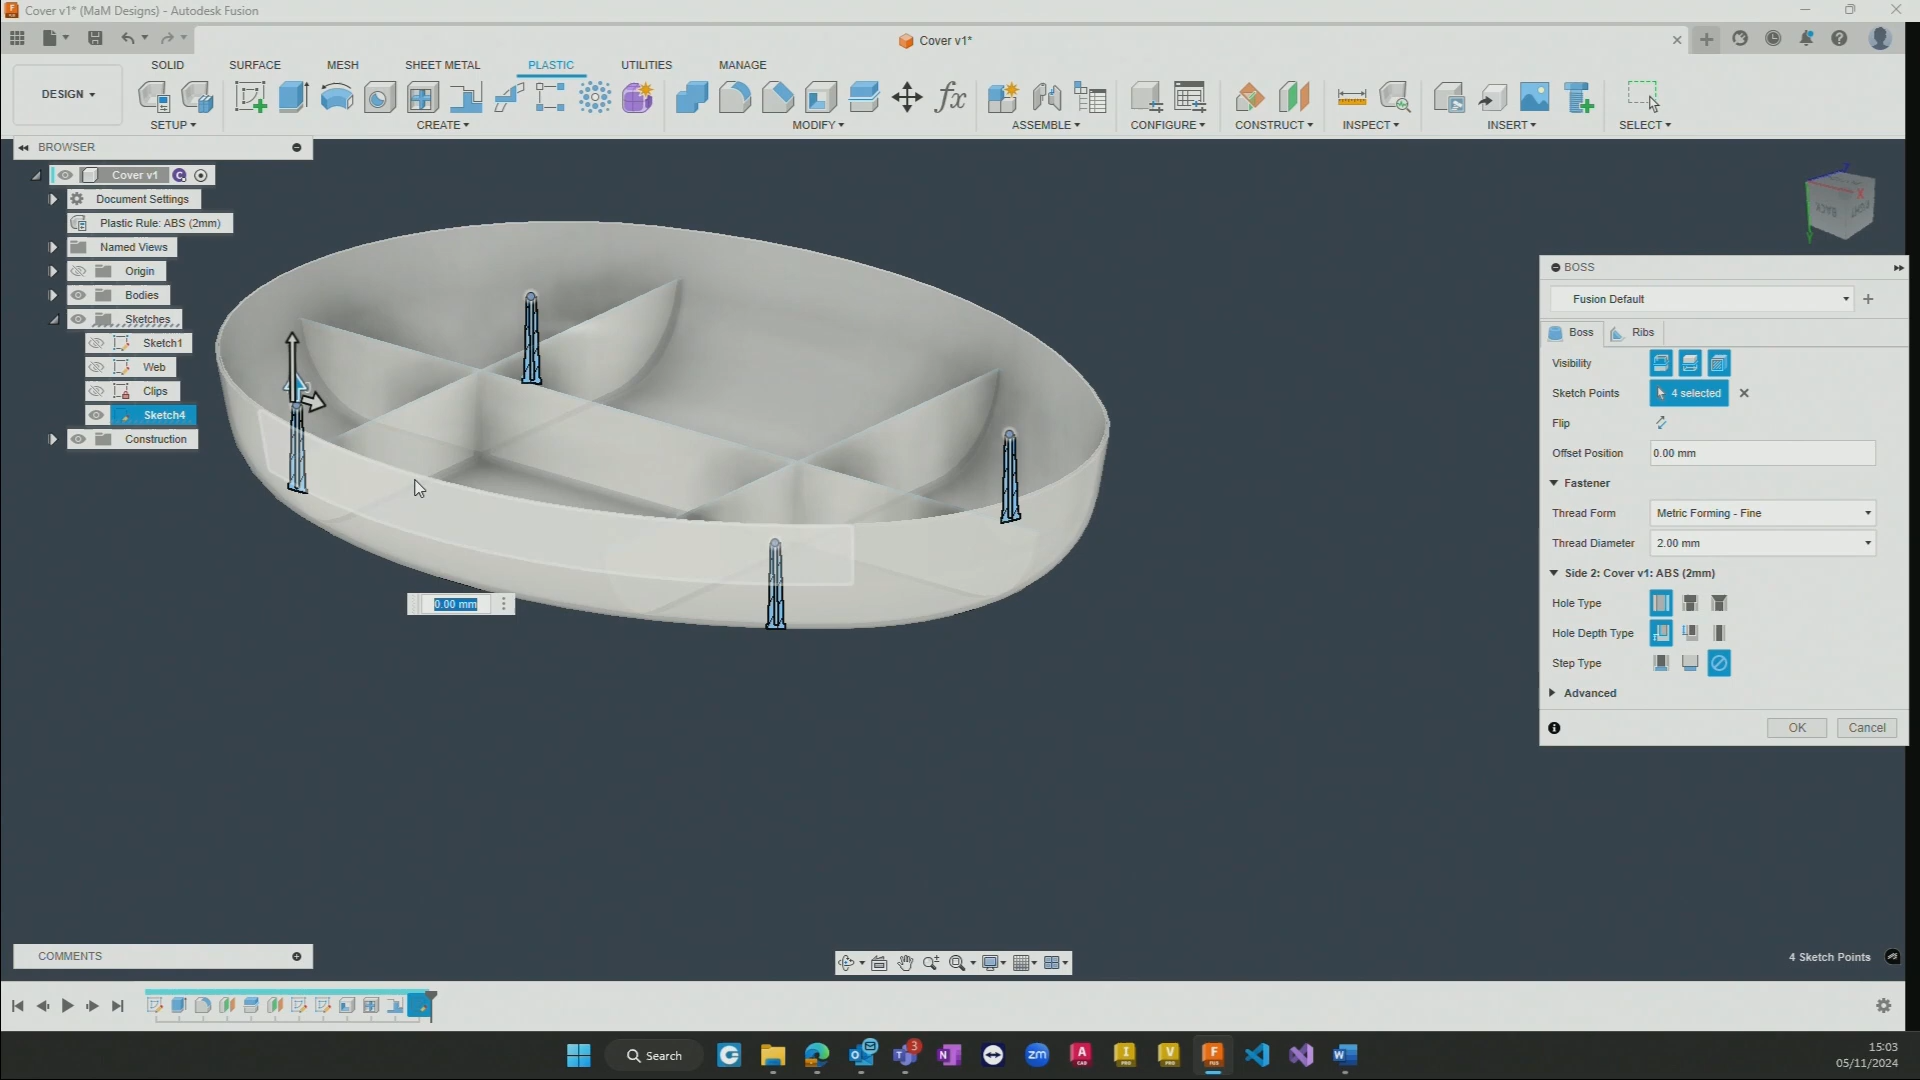 Cover v1* (MaM Designs) - Autodesk Fusion
Cover v1*
DESIGN
SOLID
SURFACE
MESH
SHEET METAL
PLASTIC
UTILITIES
MANAGE
SETUP
CREATE
MODIFY
ASSEMBLE
CONFIGURE
CONSTRUCT
INSPECT
INSERT
SELECT
BROWSER
Cover v1
Document Settings
Plastic Rule: ABS (2mm)
Named Views
Origin
Bodies
Sketches
Sketch1
Web
Clips
Sketch4
Construction
0.00 mm
Z
X
Y
BACK
BOSS
Fusion Default
Boss
Ribs
Visibility
Sketch Points
4 selected
Flip
Offset Position
0.00 mm
Fastener
Thread Form
Metric Forming - Fine
Thread Diameter
2.00 mm
Side 2: Cover v1: ABS (2mm)
Hole Type
Hole Depth Type
Step Type
Advanced
OK
Cancel
COMMENTS
4 Sketch Points
Search
3
zm
15:03
05/11/2024